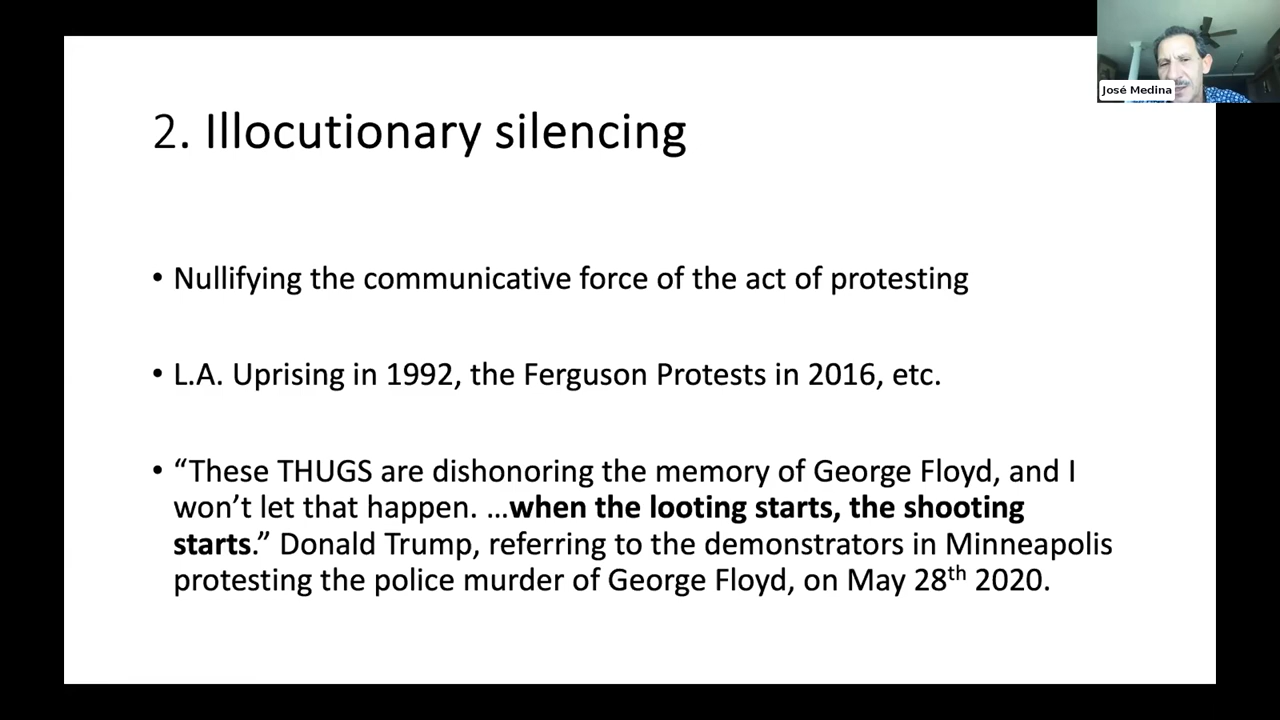 José Medina
2. Illocutionary silencing
• Nullifying the communicative force of the act of protesting
• L.A. Uprising in 1992, the Ferguson Protests in 2016, etc.
• “These THUGS are dishonoring the memory of George Floyd, and I
won’t let that happen. …when the looting starts, the shooting
starts.” Donald Trump, referring to the demonstrators in Minneapolis
protesting the police murder of George Floyd, on May 28th 2020.